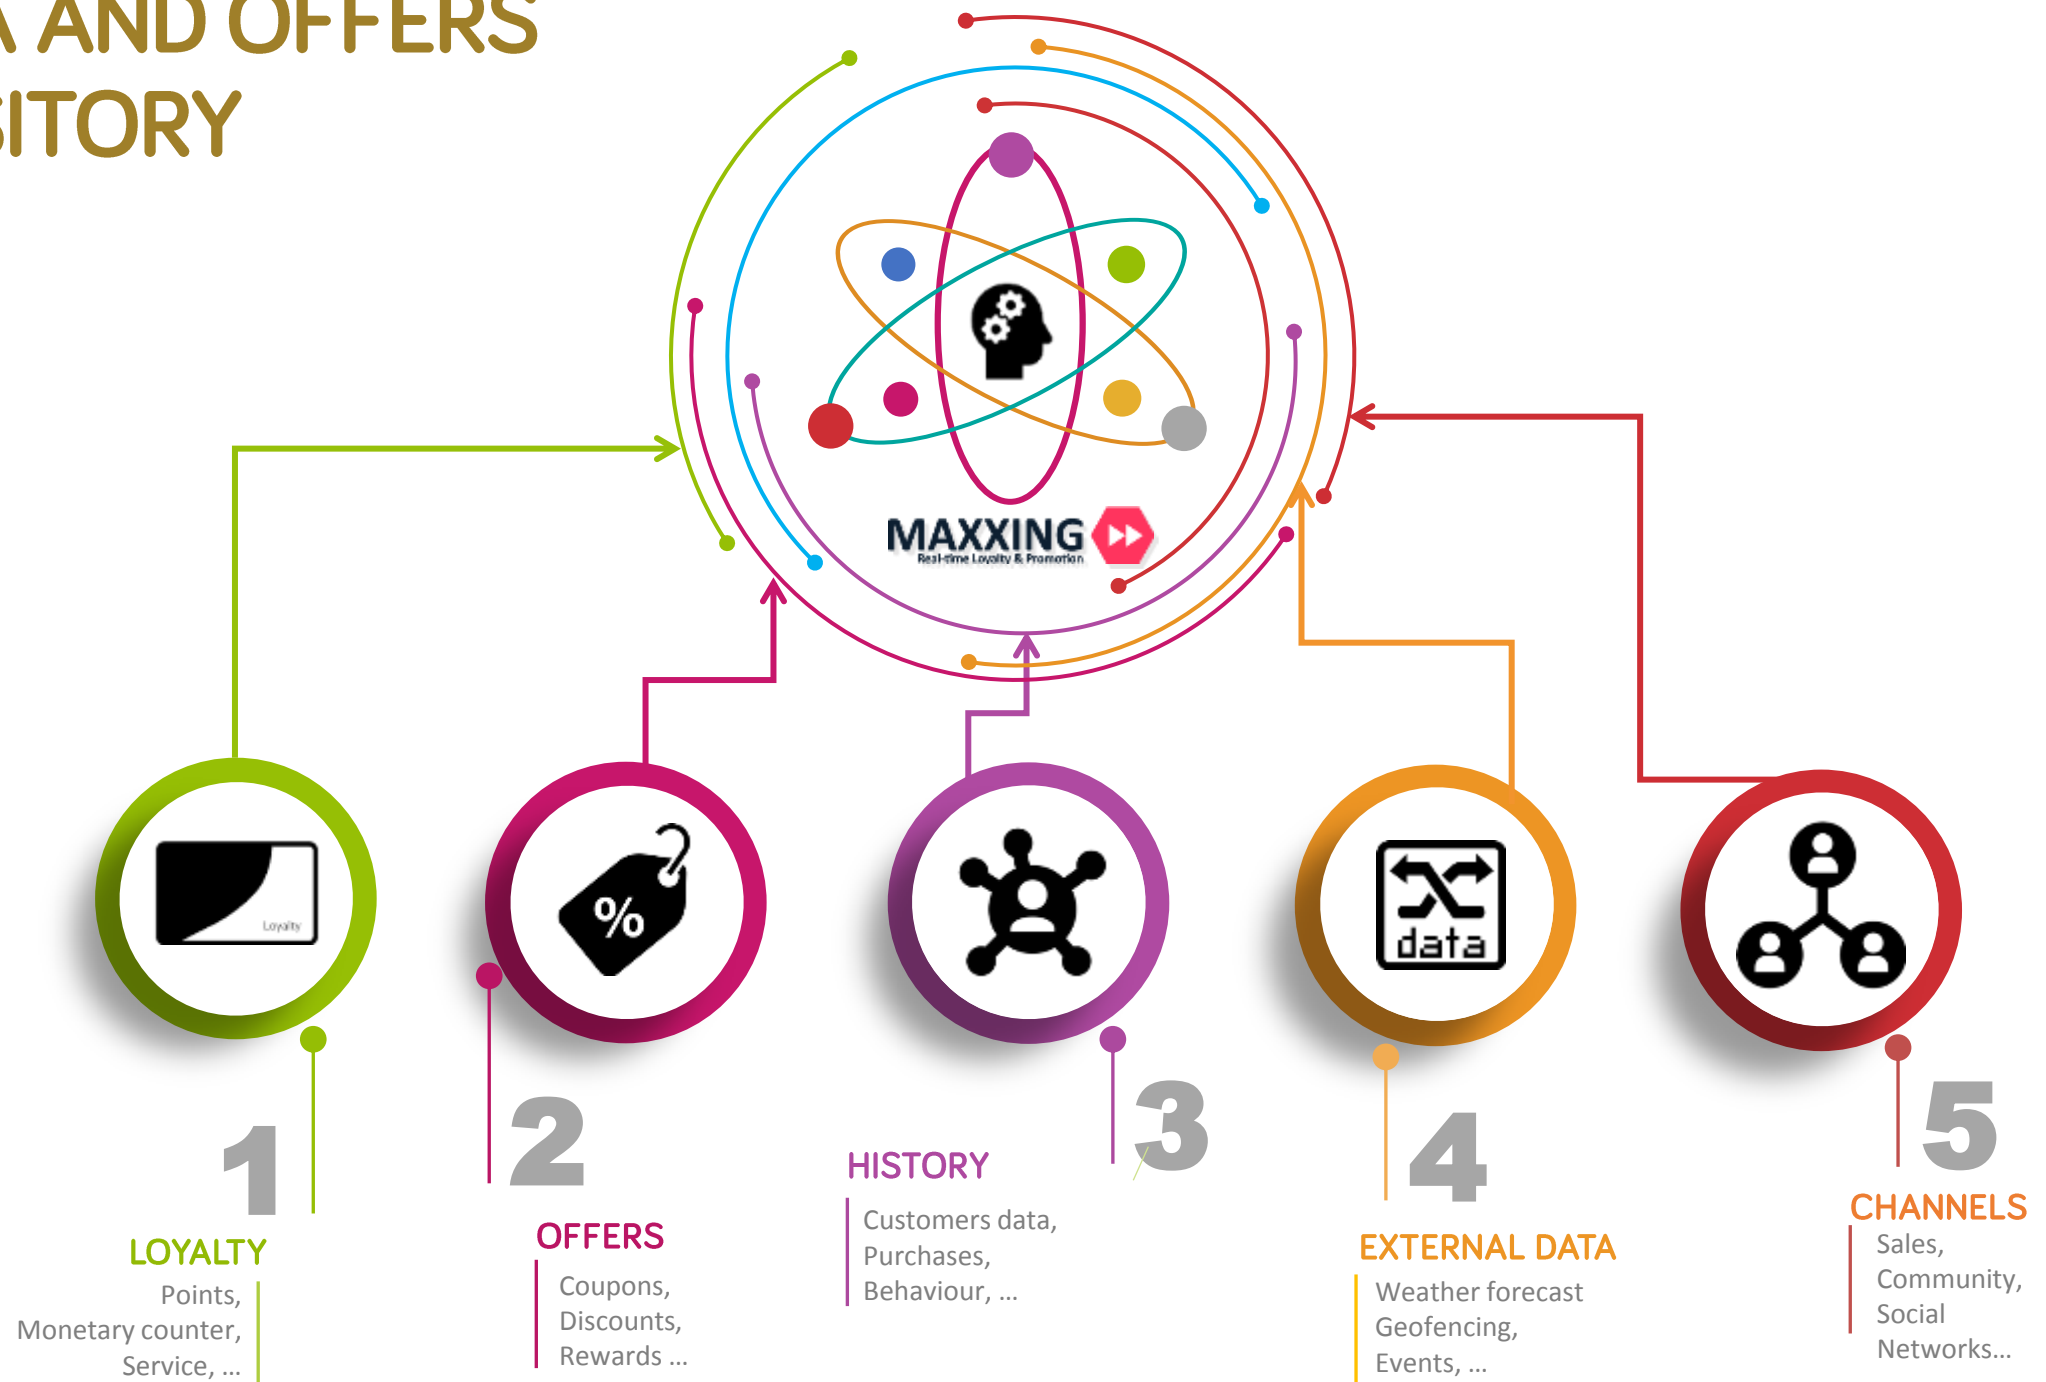 A AND OFFERS
SITORY
MAXXING
Real-time Loyalty & Promotion
Loyalty
%
data
1
LOYALTY
Points,
Monetary counter,
Service, ...
2
OFFERS
Coupons,
Discounts,
Rewards ...
3
HISTORY
Customers data,
Purchases,
Behaviour, ...
4
EXTERNAL DATA
Weather forecast
Geofencing,
Events, ...
5
CHANNELS
Sales,
Community,
Social
Networks...